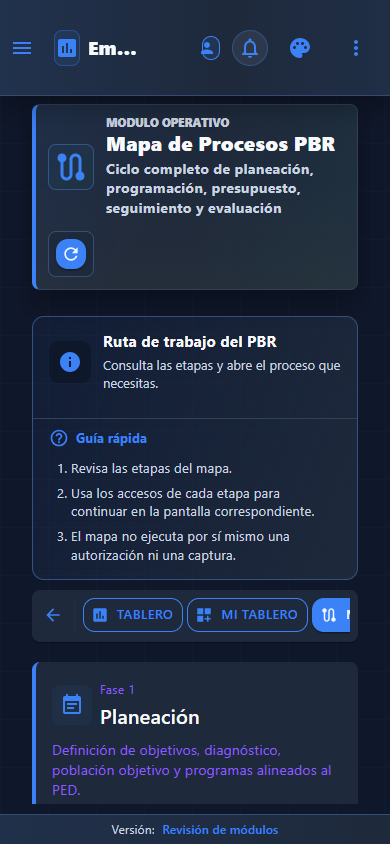 Em...
MODULO OPERATIVO
Mapa de Procesos PBR
Ciclo completo de planeación,
programación, presupuesto,
seguimiento y evaluación
Ruta de trabajo del PBR
Consulta las etapas y abre el proceso que
necesitas.
Guía rápida
1. Revisa las etapas del mapa.
2. Usa los accesos de cada etapa para
continuar en la pantalla correspondiente.
3. El mapa no ejecuta por sí mismo una
autorización ni una captura.
TABLERO
MI TABLERO
Fase 1
Planeación
Definición de objetivos, diagnóstico,
población objetivo y programas alineados al
PED.
Versión: Revisión de módulos